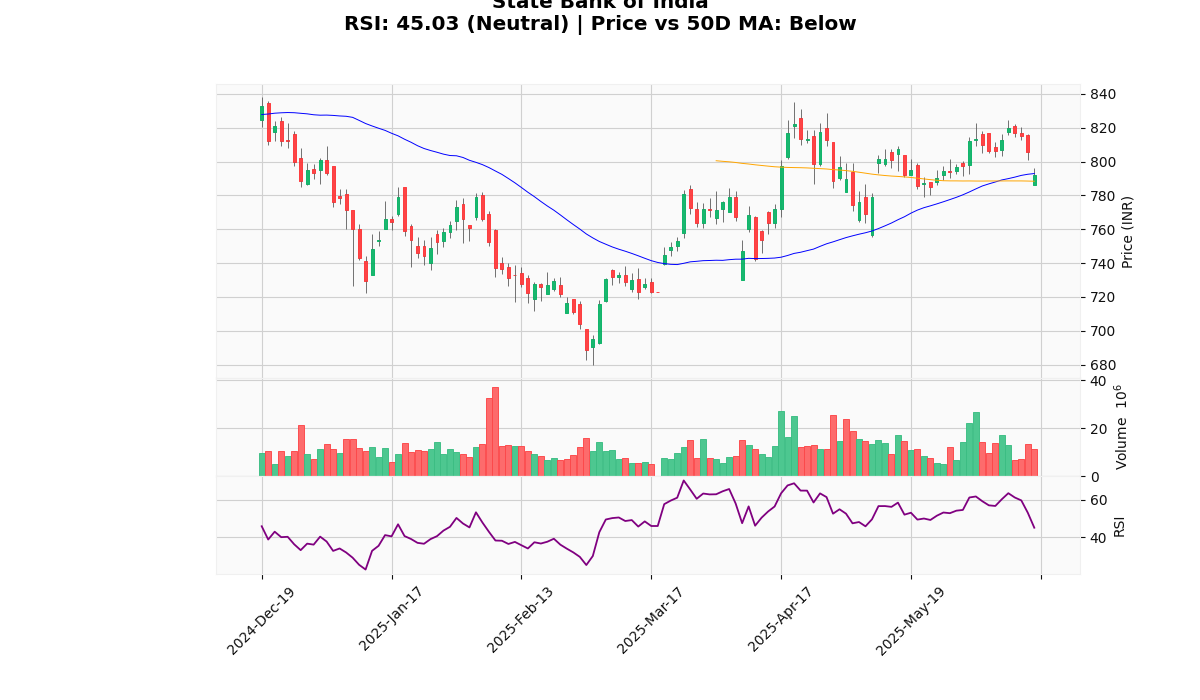 State Bank of India
RSI: 45.03 (Neutral) | Price vs 50D MA: Below
840
820
800
780
760
740
720
700
680
Price (INR)
40
20
0
Volume 10⁶
60
40
RSI
2024-Dec-19
2025-Jan-17
2025-Feb-13
2025-Mar-17
2025-Apr-17
2025-May-19